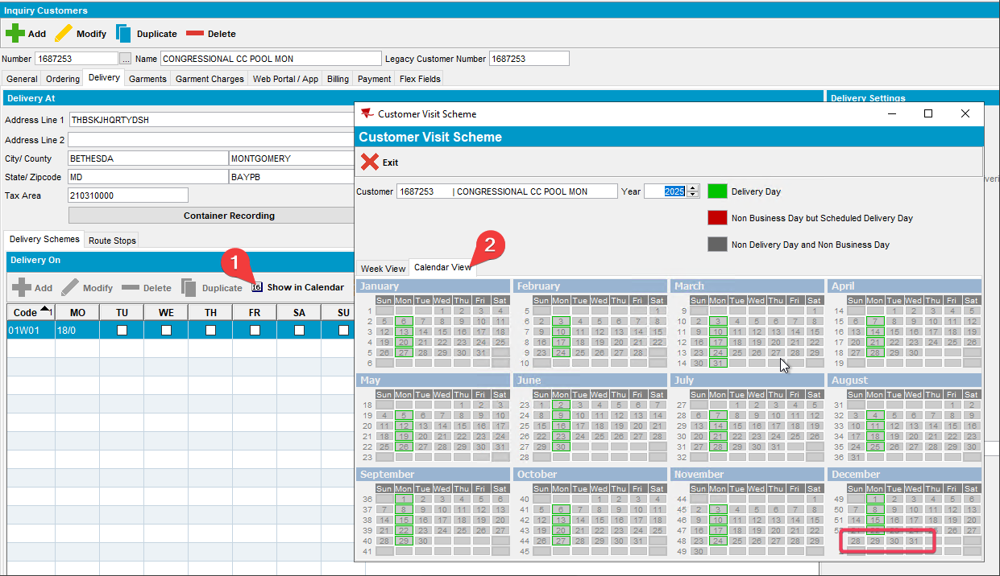 Inquiry Customers
Add Modify Duplicate Delete
Number 1687253 ... Name CONGRESSIONAL CC POOL MON Legacy Customer Number 1687253
General Ordering Delivery Garments Garment Charges Web Portal / App Billing Payment Flex Fields
Delivery At
Delivery Settings
Address Line 1 THBSKJHQRTYDSH
Address Line 2
City/ County BETHESDA MONTGOMERY
State/ Zipcode MD BAYPB
Tax Area 210310000
Container Recording
Delivery Schemes Route Stops
Delivery On
1
Add Modify Delete Duplicate 16 Show in Calendar
Code 1 MO TU WE TH FR SA SU
01W01 18/0
Customer Visit Scheme
Customer Visit Scheme
Exit
Customer 1687253 | CONGRESSIONAL CC POOL MON Year 2025
Delivery Day
Non Business Day but Scheduled Delivery Day
Non Delivery Day and Non Business Day
2
Week View Calendar View
January
Sun Mon Tue Wed Thu Fri Sat
1 1 2 3 4
2 5 6 7 8 9 10 11
3 12 13 14 15 16 17 18
4 19 20 21 22 23 24 25
5 26 27 28 29 30 31
6
February
Sun Mon Tue Wed Thu Fri Sat
5 1
6 2 3 4 5 6 7 8
7 9 10 11 12 13 14 15
8 16 17 18 19 20 21 22
9 23 24 25 26 27 28
10
March
Sun Mon Tue Wed Thu Fri Sat
9 1
10 2 3 4 5 6 7 8
11 9 10 11 12 13 14 15
12 16 17 18 19 20 21 22
13 23 24 25 26 27 28 29
14 30 31
April
Sun Mon Tue Wed Thu Fri Sat
14 1 2 3 4 5
15 6 7 8 9 10 11 12
16 13 14 15 16 17 18 19
17 20 21 22 23 24 25 26
18 27 28 29 30
19
May
Sun Mon Tue Wed Thu Fri Sat
18 1 2 3
19 4 5 6 7 8 9 10
20 11 12 13 14 15 16 17
21 18 19 20 21 22 23 24
22 25 26 27 28 29 30 31
23
June
Sun Mon Tue Wed Thu Fri Sat
23 1 2 3 4 5 6 7
24 8 9 10 11 12 13 14
25 15 16 17 18 19 20 21
26 22 23 24 25 26 27 28
27 29 30
28
July
Sun Mon Tue Wed Thu Fri Sat
27 1 2 3 4 5
28 6 7 8 9 10 11 12
29 13 14 15 16 17 18 19
30 20 21 22 23 24 25 26
31 27 28 29 30 31
32
August
Sun Mon Tue Wed Thu Fri Sat
31 1 2
32 3 4 5 6 7 8 9
33 10 11 12 13 14 15 16
34 17 18 19 20 21 22 23
35 24 25 26 27 28 29 30
36 31
September
Sun Mon Tue Wed Thu Fri Sat
36 1 2 3 4 5 6
37 7 8 9 10 11 12 13
38 14 15 16 17 18 19 20
39 21 22 23 24 25 26 27
40 28 29 30
41
October
Sun Mon Tue Wed Thu Fri Sat
40 1 2 3 4
41 5 6 7 8 9 10 11
42 12 13 14 15 16 17 18
43 19 20 21 22 23 24 25
44 26 27 28 29 30 31
45
November
Sun Mon Tue Wed Thu Fri Sat
44 1
45 2 3 4 5 6 7 8
46 9 10 11 12 13 14 15
47 16 17 18 19 20 21 22
48 23 24 25 26 27 28 29
49 30
December
Sun Mon Tue Wed Thu Fri Sat
49 1 2 3 4 5 6
50 7 8 9 10 11 12 13
51 14 15 16 17 18 19 20
21 22 23 24 25 26 27
28 29 30 31